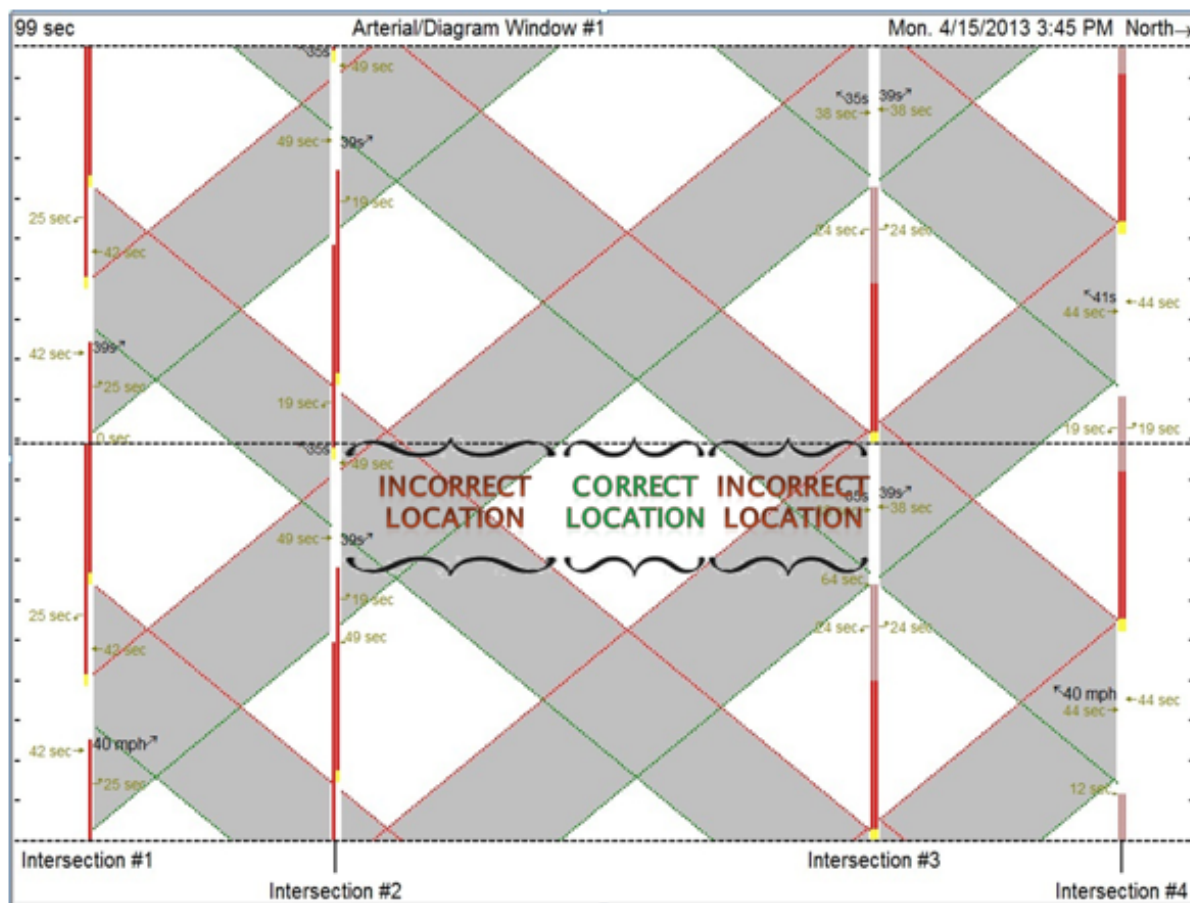 99 sec Arterial/Diagram Window #1 Mon. 4/15/2013 3:45 PM North→
35s
49 sec
35s 39s
38 sec 38 sec
49 sec 39s
19 sec
25 sec
24 sec 24 sec
42 sec
41s
44 sec 44 sec
42 sec 39s
25 sec
19 sec
19 sec 19 sec
0 sec
35s
49 sec
INCORRECT CORRECT INCORRECT
LOCATION LOCATION LOCATION
35s 39s
38 sec
49 sec 39s
64 sec
19 sec
25 sec
24 sec 24 sec
49 sec
42 sec
40 mph
44 sec 44 sec
42 sec 40 mph
25 sec
12 sec
Intersection #1 Intersection #3
Intersection #2 Intersection #4